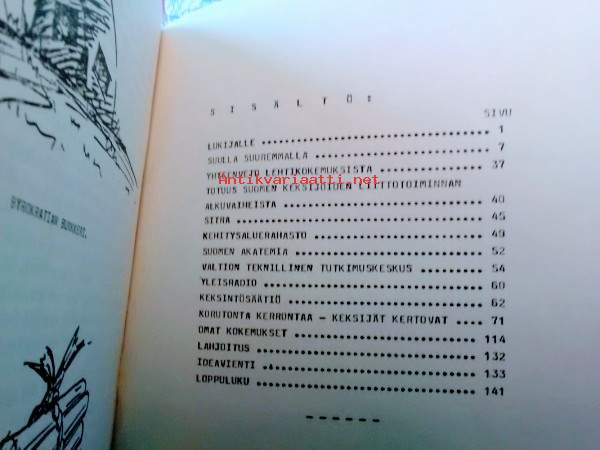 BYROKRATIAN BUNKKERI.
SISÄLTÖ:
SIVU
LUKIJALLE 1
SUULLA SUUREMMALLA 7
YHTEENVETO LEHTIKOKEMUKSISTA 37
Antikvariaatti.net
TOTUUS SUOMEN KEKSIJÖIDEN LIITTOTOIMINNAN
ALKUVAIHEISTA 40
SITRA 45
KEHITYSALUERAHASTO 49
SUOMEN AKATEMIA 52
VALTION TEKNILLINEN TUTKIMUSKESKUS 54
YLEISRADIO 60
KEKSINTÖSÄÄTIÖ 62
KORUTONTA KERRONTAA - KEKSIJÄT KERTOVAT 71
OMAT KOKEMUKSET 114
LAHJOITUS 132
IDEAVIENTI 133
LOPPULUKU 141